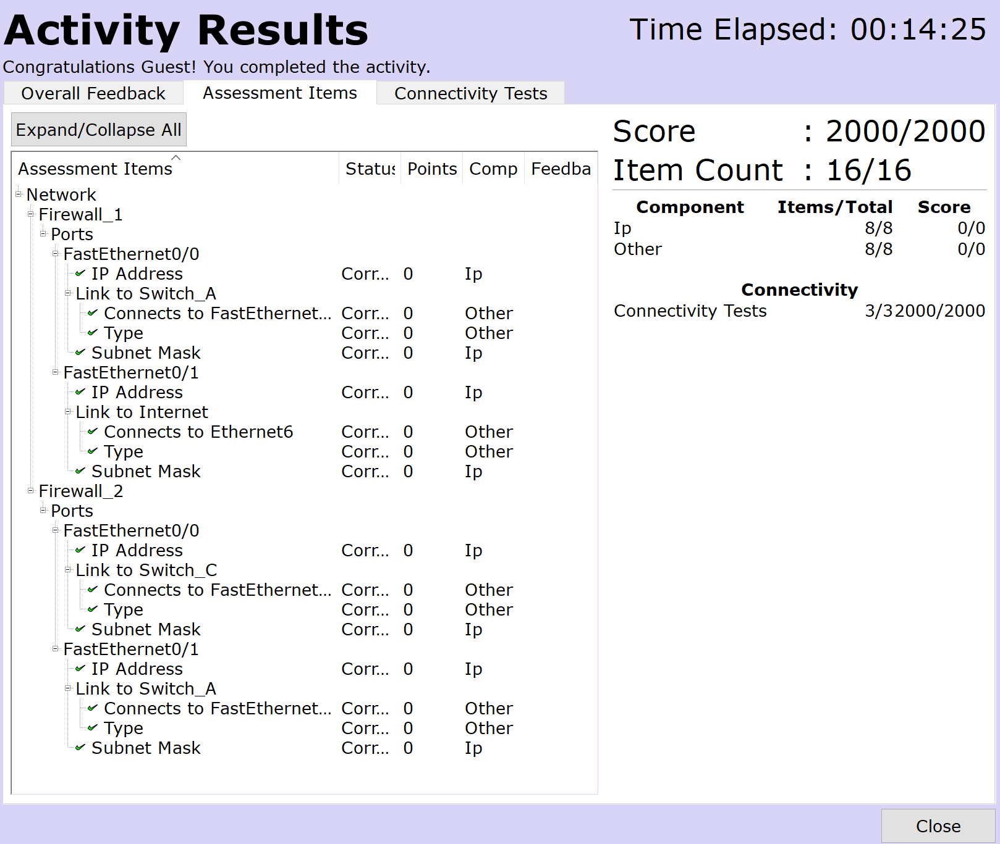 Activity Results
Time Elapsed: 00:14:25
Congratulations Guest! You completed the activity.
Overall Feedback Assessment Items Connectivity Tests
Expand/Collapse All
Assessment Items Status Points Comp Feedba
Network
Firewall_1
Ports
FastEthernet0/0
IP Address Corr... 0 Ip
Link to Switch_A
Connects to FastEthernet... Corr... 0 Other
Type Corr... 0 Other
Subnet Mask Corr... 0 Ip
FastEthernet0/1
IP Address Corr... 0 Ip
Link to Internet
Connects to Ethernet6 Corr... 0 Other
Type Corr... 0 Other
Subnet Mask Corr... 0 Ip
Firewall_2
Ports
FastEthernet0/0
IP Address Corr... 0 Ip
Link to Switch_C
Connects to FastEthernet... Corr... 0 Other
Type Corr... 0 Other
Subnet Mask Corr... 0 Ip
FastEthernet0/1
IP Address Corr... 0 Ip
Link to Switch_A
Connects to FastEthernet... Corr... 0 Other
Type Corr... 0 Other
Subnet Mask Corr... 0 Ip
Score : 2000/2000
Item Count : 16/16
Component Items/Total Score
Ip 8/8 0/0
Other 8/8 0/0
Connectivity
Connectivity Tests 3/3 2000/2000
Close